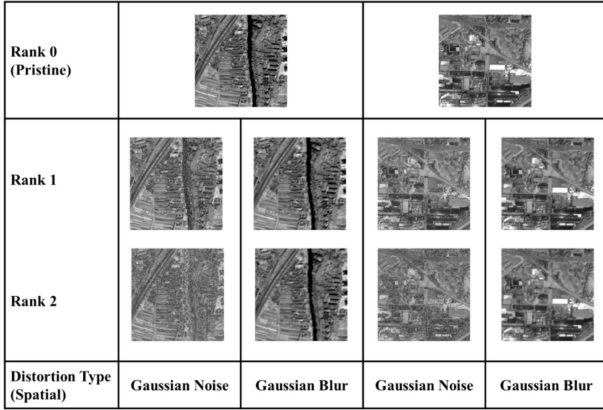 Rank 0
(Pristine)
Rank 1
Rank 2
Distortion Type
(Spatial)
Gaussian Noise
Gaussian Blur
Gaussian Noise
Gaussian Blur